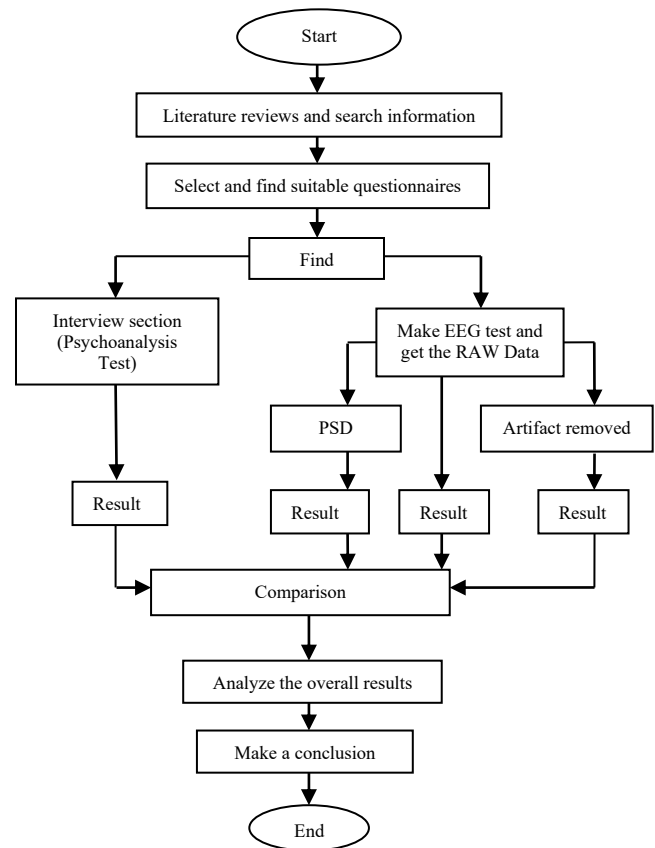 Start
Literature reviews and search information
Select and find suitable questionnaires
Find
Interview section
(Psychoanalysis
Test)
Make EEG test and
get the RAW Data
PSD
Artifact removed
Result
Result
Result
Result
Comparison
Analyze the overall results
Make a conclusion
End